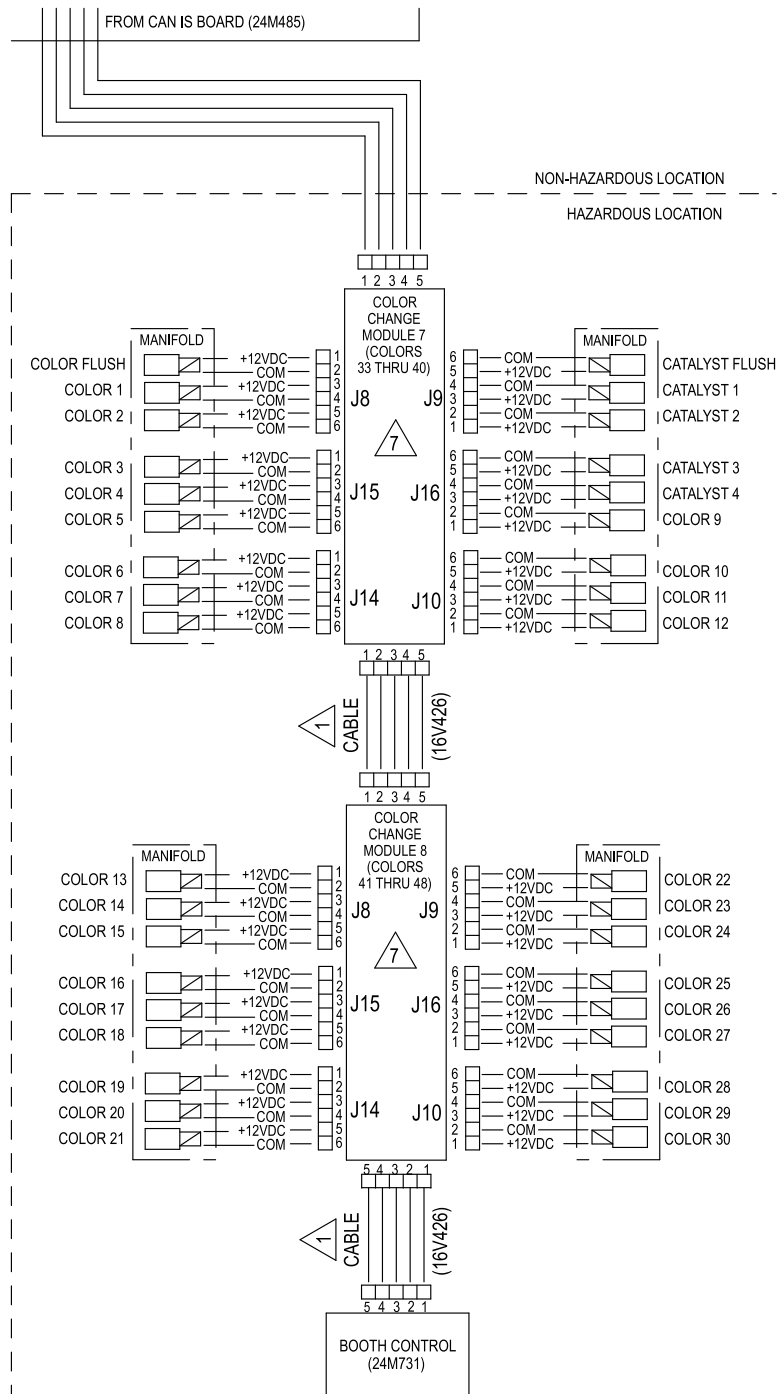 FROM CAN IS BOARD (24M485)
NON-HAZARDOUS LOCATION
HAZARDOUS LOCATION
1 2 3 4 5
COLOR
CHANGE
MODULE 7
(COLORS
33 THRU 40)
MANIFOLD
MANIFOLD
COLOR FLUSH +12VDC 1 6 COM CATALYST FLUSH
COM 2 5 +12VDC
COLOR 1 +12VDC 3 J8 J9 4 COM CATALYST 1
COM 4 3 +12VDC
COLOR 2 +12VDC 5 2 COM CATALYST 2
COM 6 1 +12VDC
7
COLOR 3 +12VDC 1 6 COM CATALYST 3
COM 2 5 +12VDC
COLOR 4 +12VDC 3 J15 J16 4 COM CATALYST 4
COM 4 3 +12VDC
COLOR 5 +12VDC 5 2 COM COLOR 9
COM 6 1 +12VDC
COLOR 6 +12VDC 1 6 COM COLOR 10
COM 2 5 +12VDC
COLOR 7 +12VDC 3 J14 J10 4 COM COLOR 11
COM 4 3 +12VDC
COLOR 8 +12VDC 5 2 COM COLOR 12
COM 6 1 +12VDC
1 2 3 4 5
1 CABLE (16V426)
1 2 3 4 5
COLOR
CHANGE
MODULE 8
(COLORS
41 THRU 48)
MANIFOLD
MANIFOLD
COLOR 13 +12VDC 1 6 COM COLOR 22
COM 2 5 +12VDC
COLOR 14 +12VDC 3 J8 J9 4 COM COLOR 23
COM 4 3 +12VDC
COLOR 15 +12VDC 5 2 COM COLOR 24
COM 6 1 +12VDC
7
COLOR 16 +12VDC 1 6 COM COLOR 25
COM 2 5 +12VDC
COLOR 17 +12VDC 3 J15 J16 4 COM COLOR 26
COM 4 3 +12VDC
COLOR 18 +12VDC 5 2 COM COLOR 27
COM 6 1 +12VDC
COLOR 19 +12VDC 1 6 COM COLOR 28
COM 2 5 +12VDC
COLOR 20 +12VDC 3 J14 J10 4 COM COLOR 29
COM 4 3 +12VDC
COLOR 21 +12VDC 5 2 COM COLOR 30
COM 6 1 +12VDC
5 4 3 2 1
1 CABLE (16V426)
5 4 3 2 1
BOOTH CONTROL
(24M731)